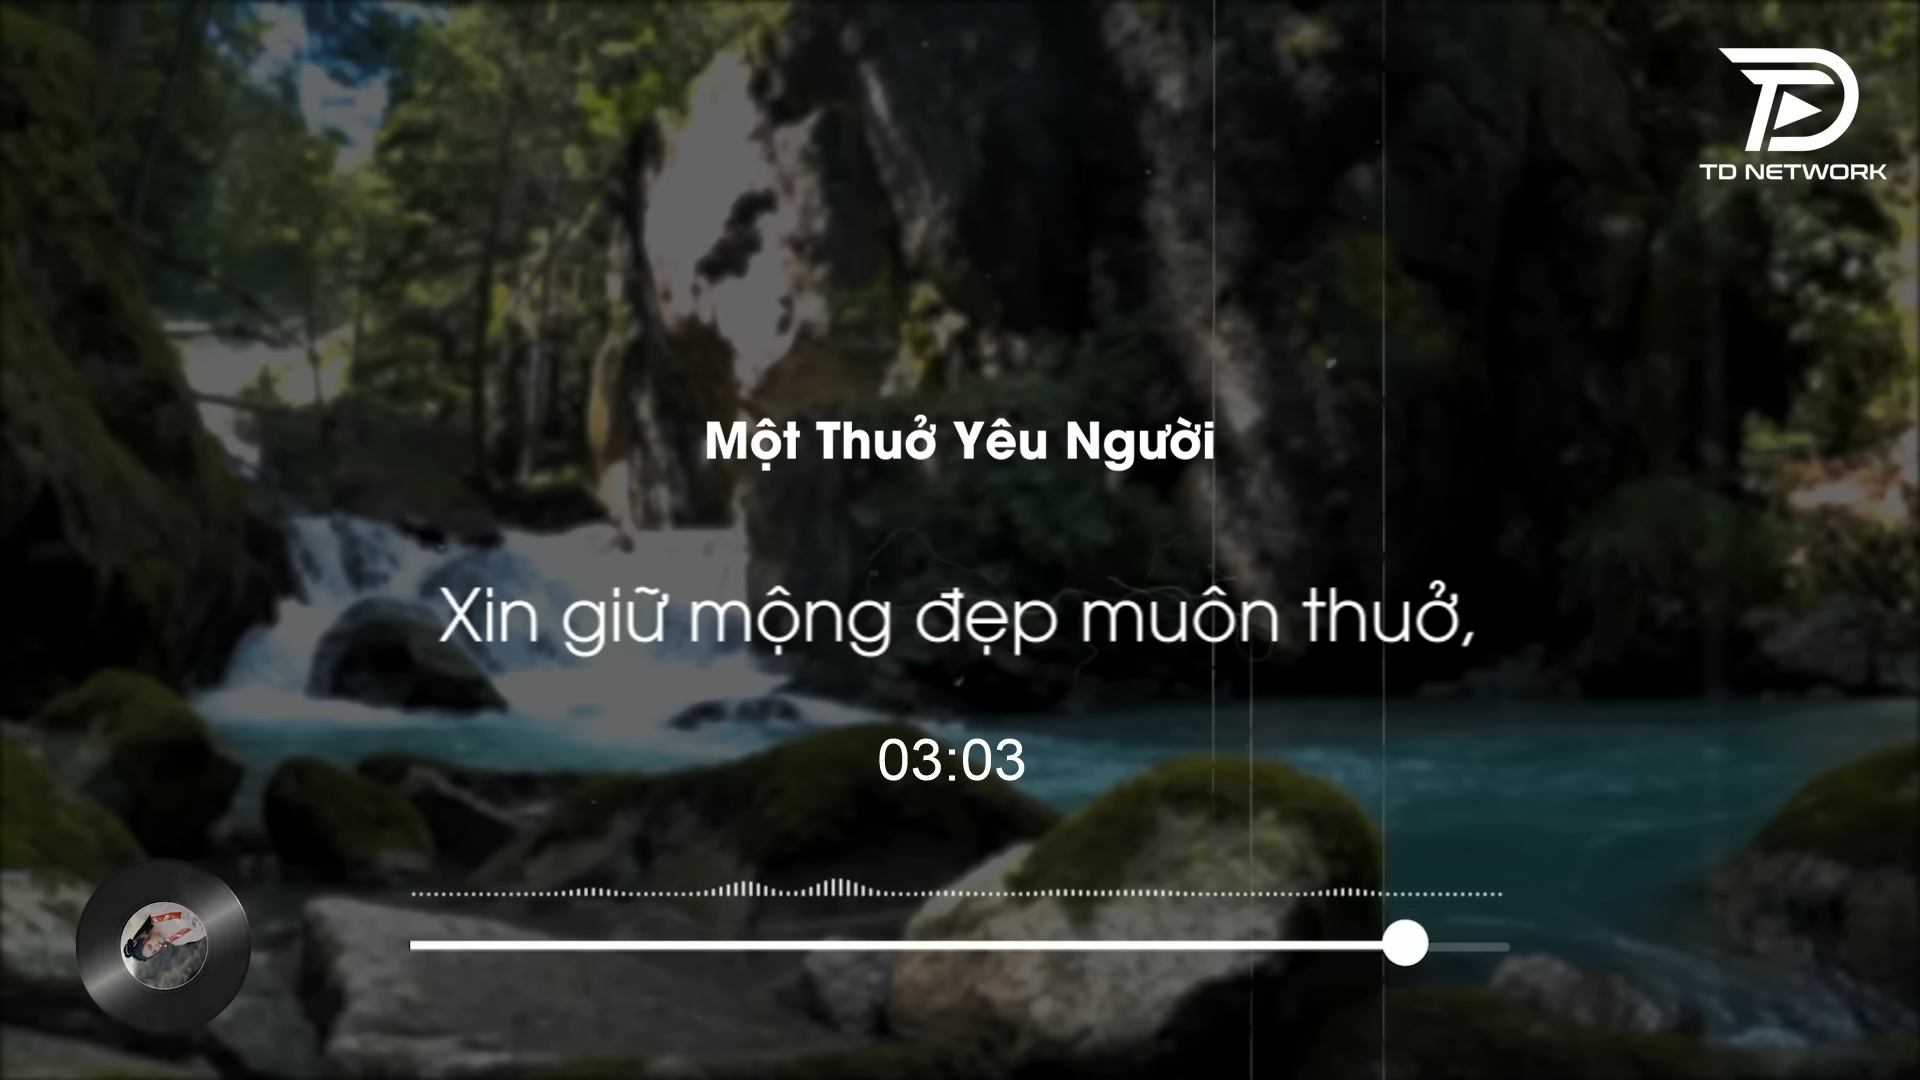 TD NETWORK
Một Thuở Yêu Người
Xin giữ mộng đẹp muôn thuở,
03:03